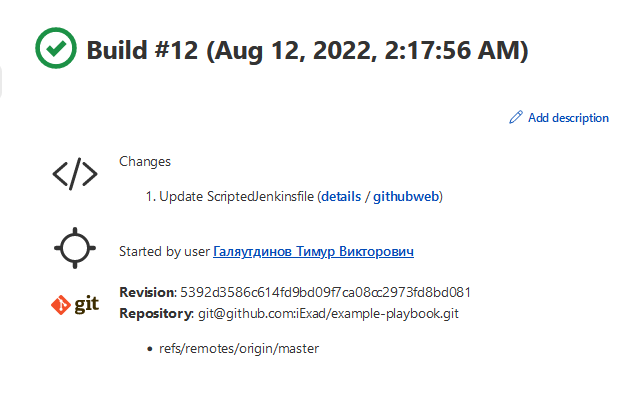 Build #12 (Aug 12, 2022, 2:17:56 AM)
Add description
Changes
1. Update ScriptedJenkinsfile (details / githubweb)
Started by user Галяутдинов Тимур Викторович
git
Revision: 5392d3586c614fd9bd09f7ca08cc2973fd8bd081
Repository: git@github.com:iExad/example-playbook.git
• refs/remotes/origin/master